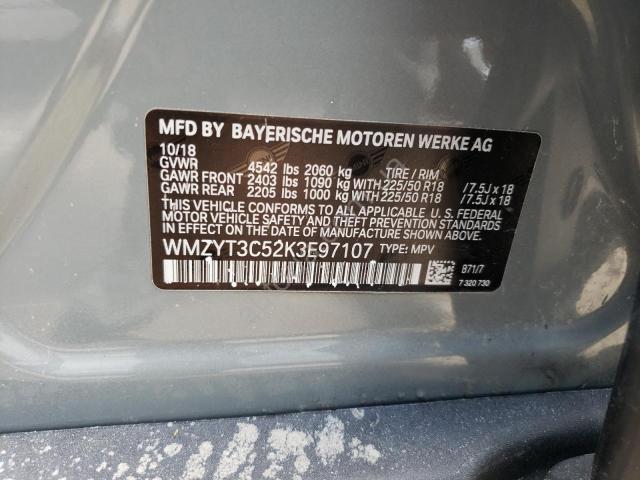 MFD BY BAYERISCHE MOTOREN WERKE AG
10/18
GVWR 4542 lbs 2060 kg TIRE / RIM
GAWR FRONT 2403 lbs 1090 kg WITH 225/50 R18 /7.5J x 18
GAWR REAR 2205 lbs 1000 kg WITH 225/50 R18 /7.5J x 18
THIS VEHICLE CONFORMS TO ALL APPLICABLE U. S. FEDERAL
MOTOR VEHICLE SAFETY AND THEFT PREVENTION STANDARDS
IN EFFECT ON THE DATE OF MANUFACTURE SHOWN ABOVE.
WMZYT3C52K3E97107 TYPE: MPV
B71/7
7 320 730